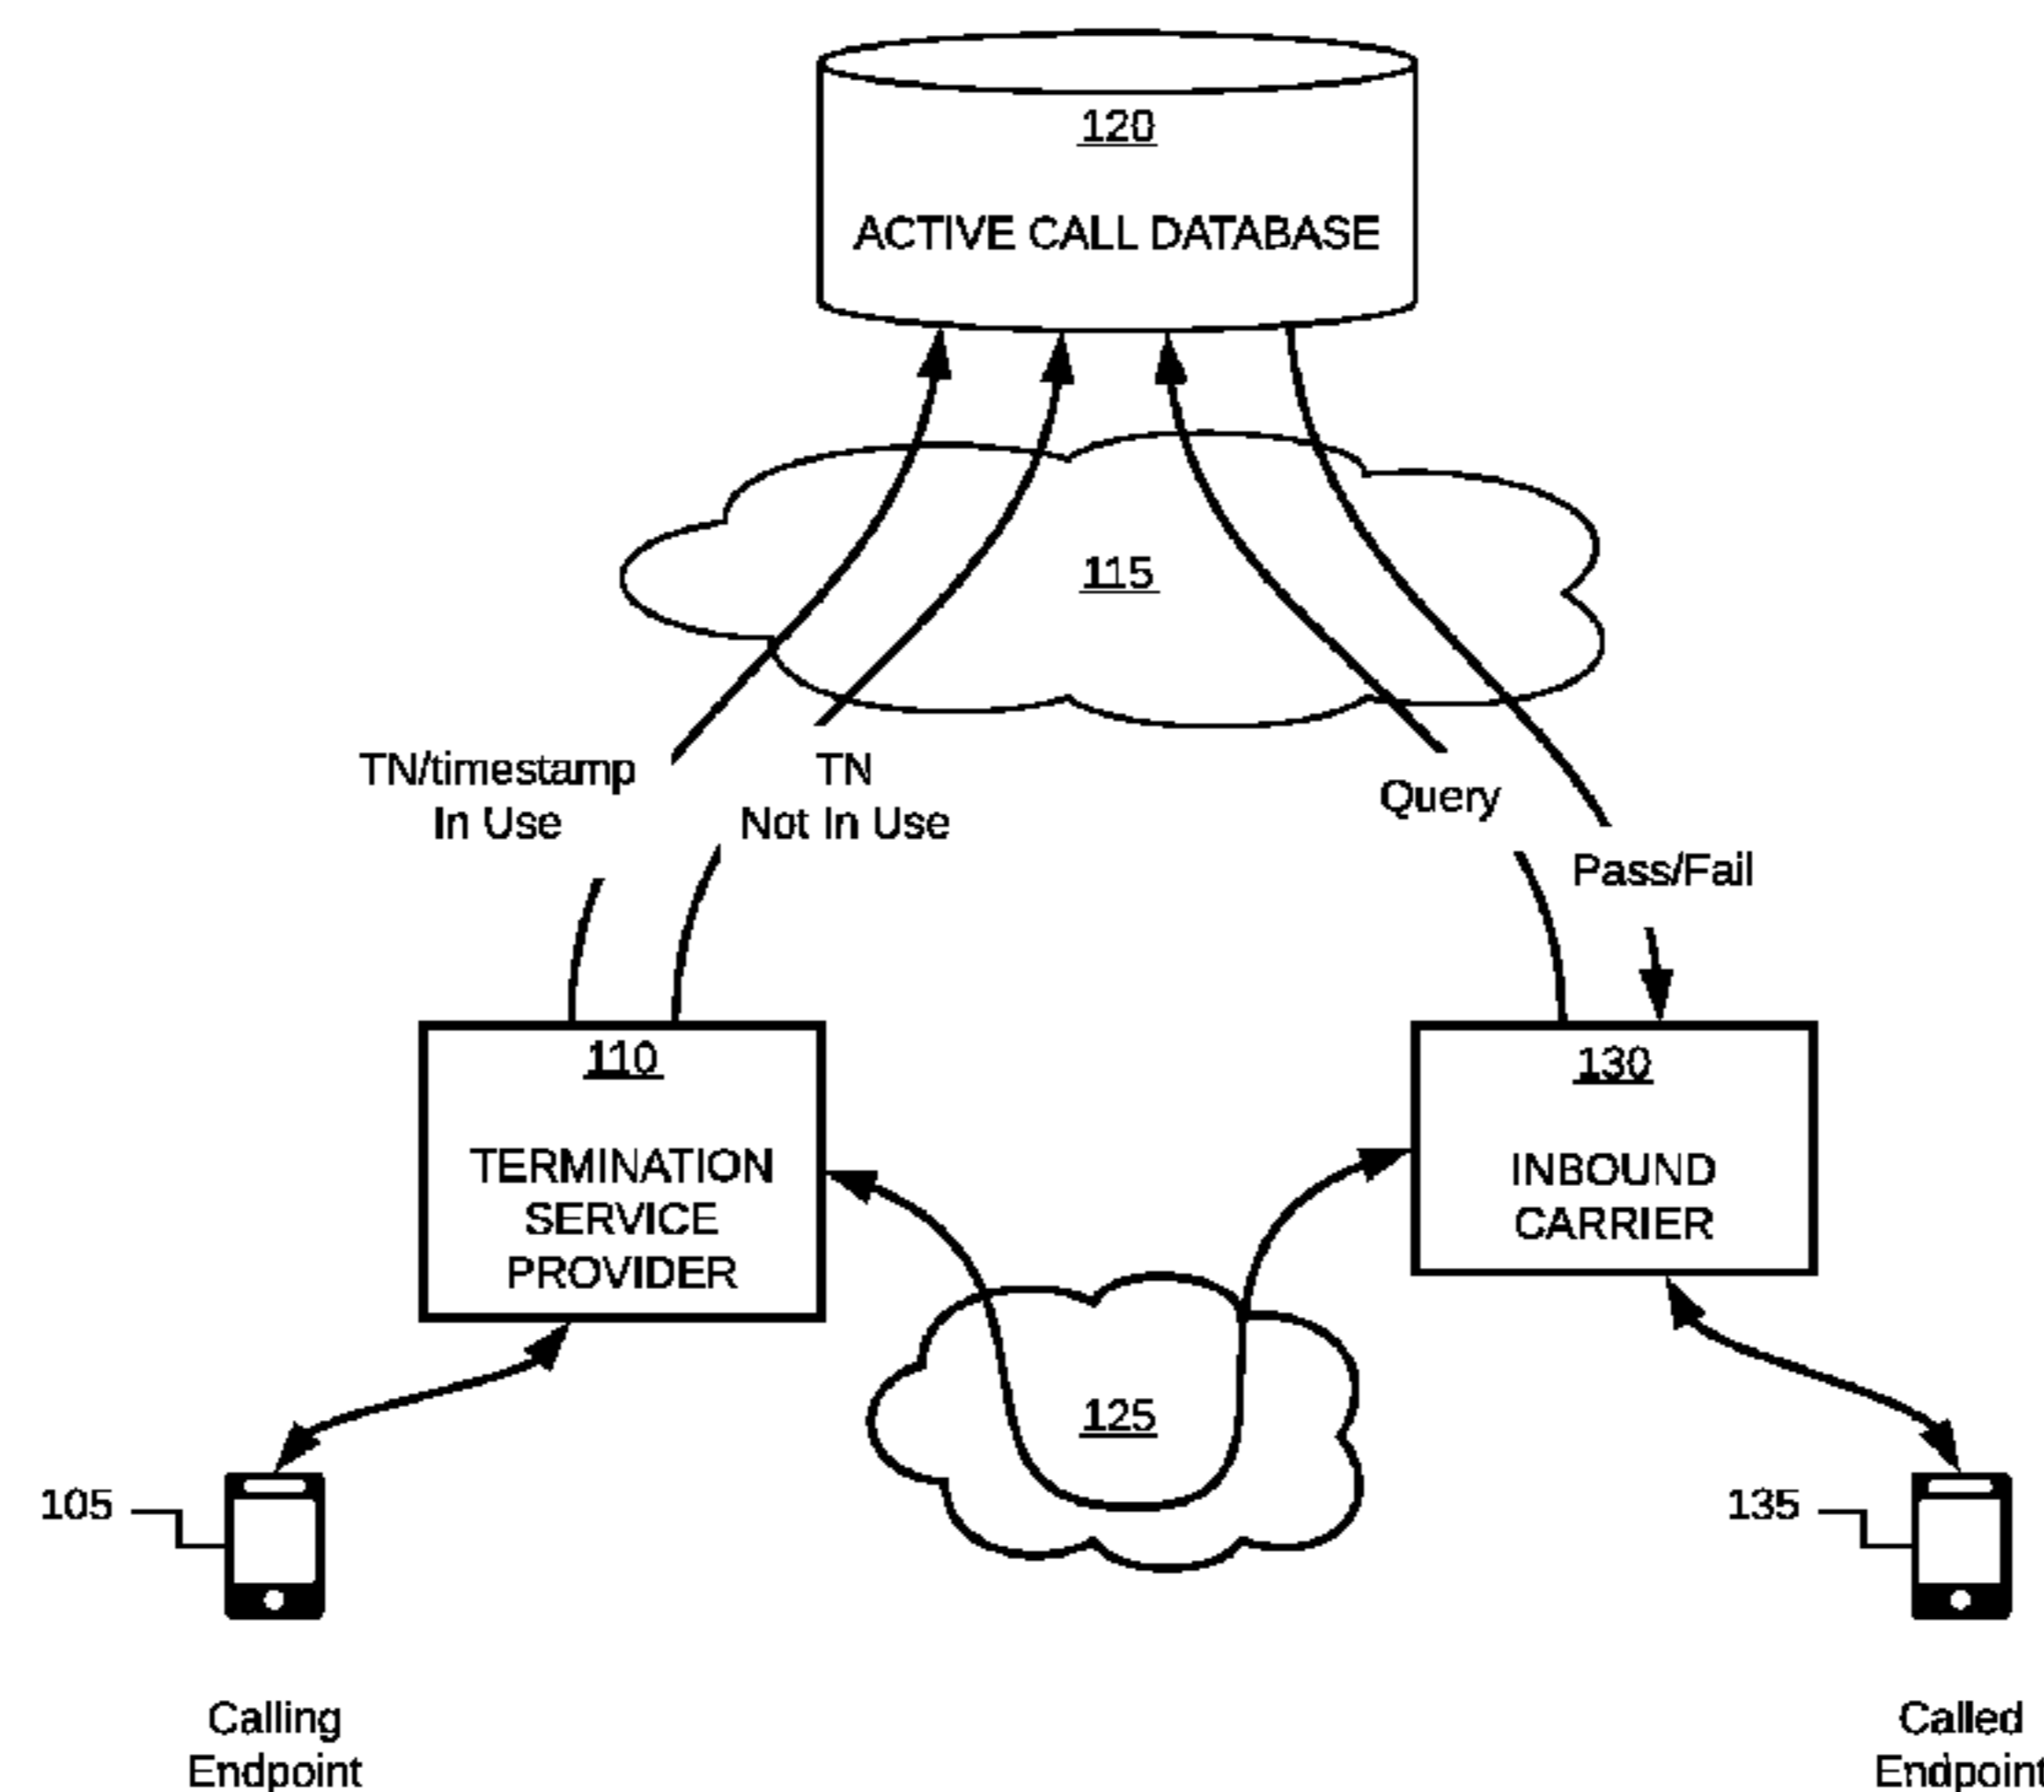 120
ACTIVE CALL DATABASE
115
TN/timestamp
In Use
TN
Not In Use
Query
Pass/Fail
110
TERMINATION
SERVICE
PROVIDER
130
INBOUND
CARRIER
125
105
135
Calling
Endpoint
Called
Endpoint